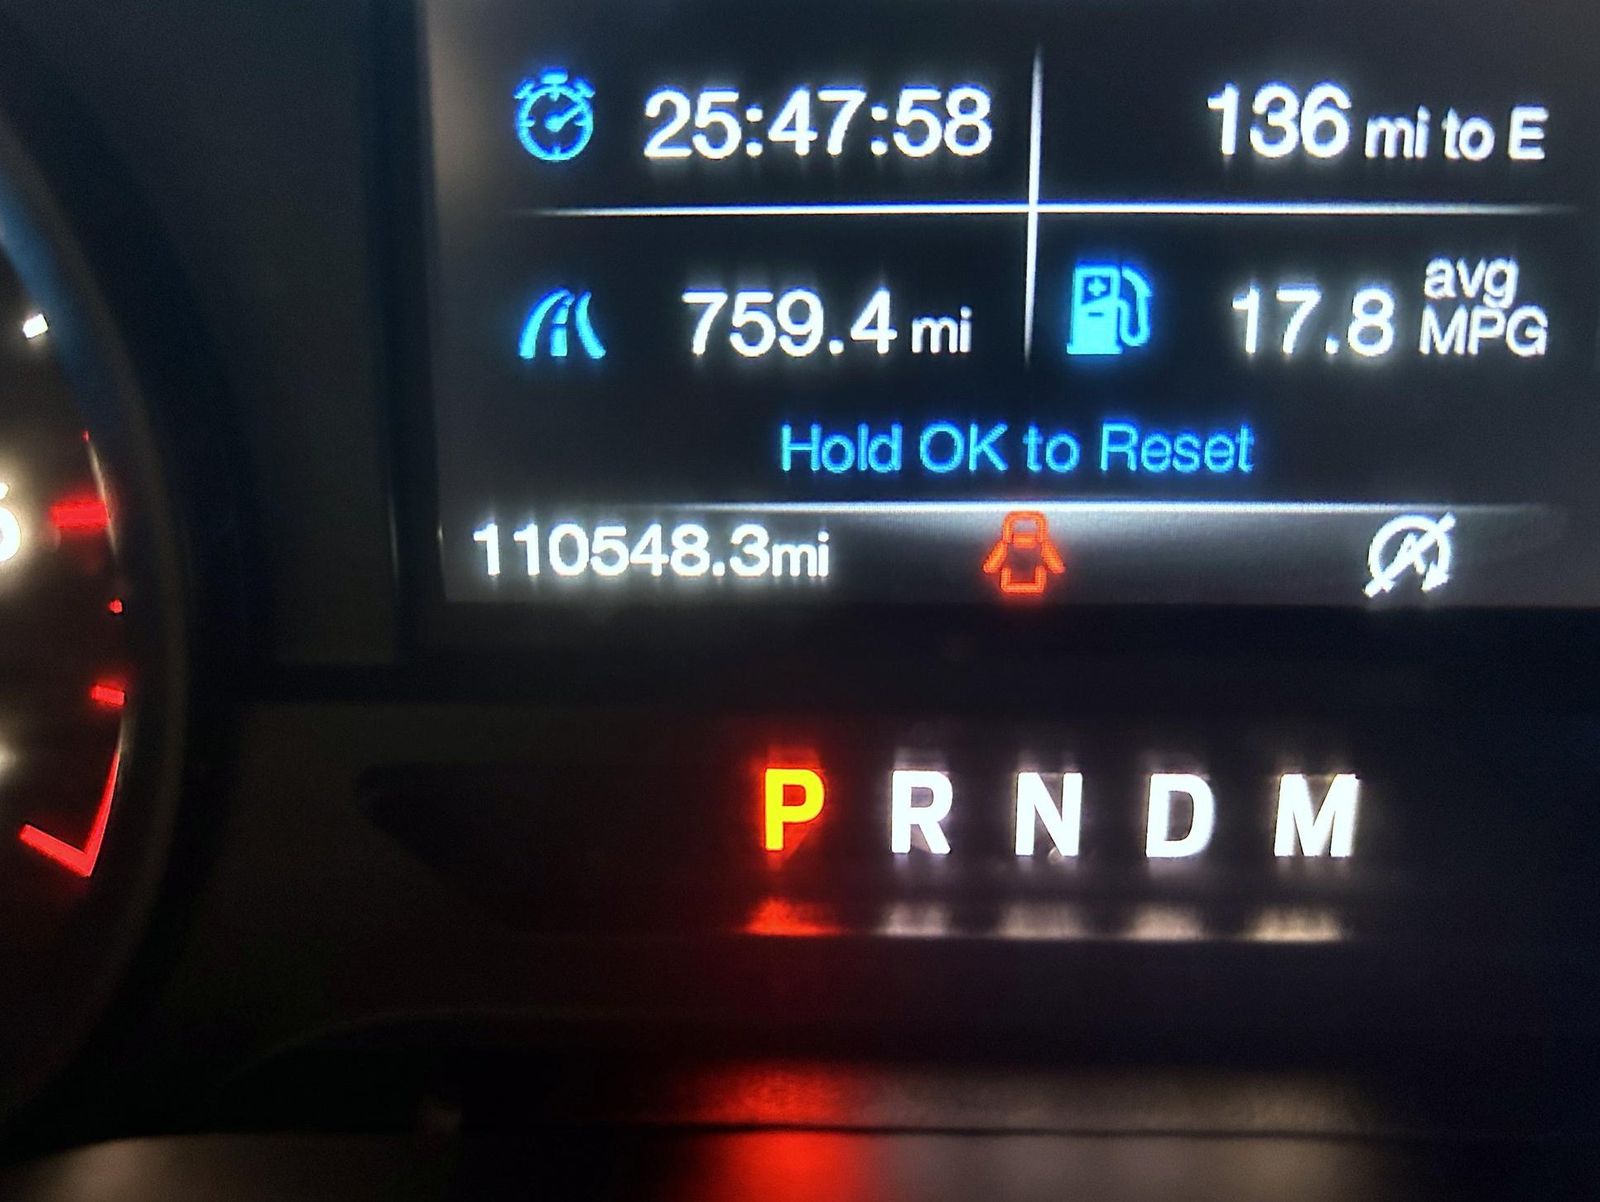 25:47:58
136 mi to E
759.4 mi
17.8 avg MPG
Hold OK to Reset
110548.3mi
A
P R N D M